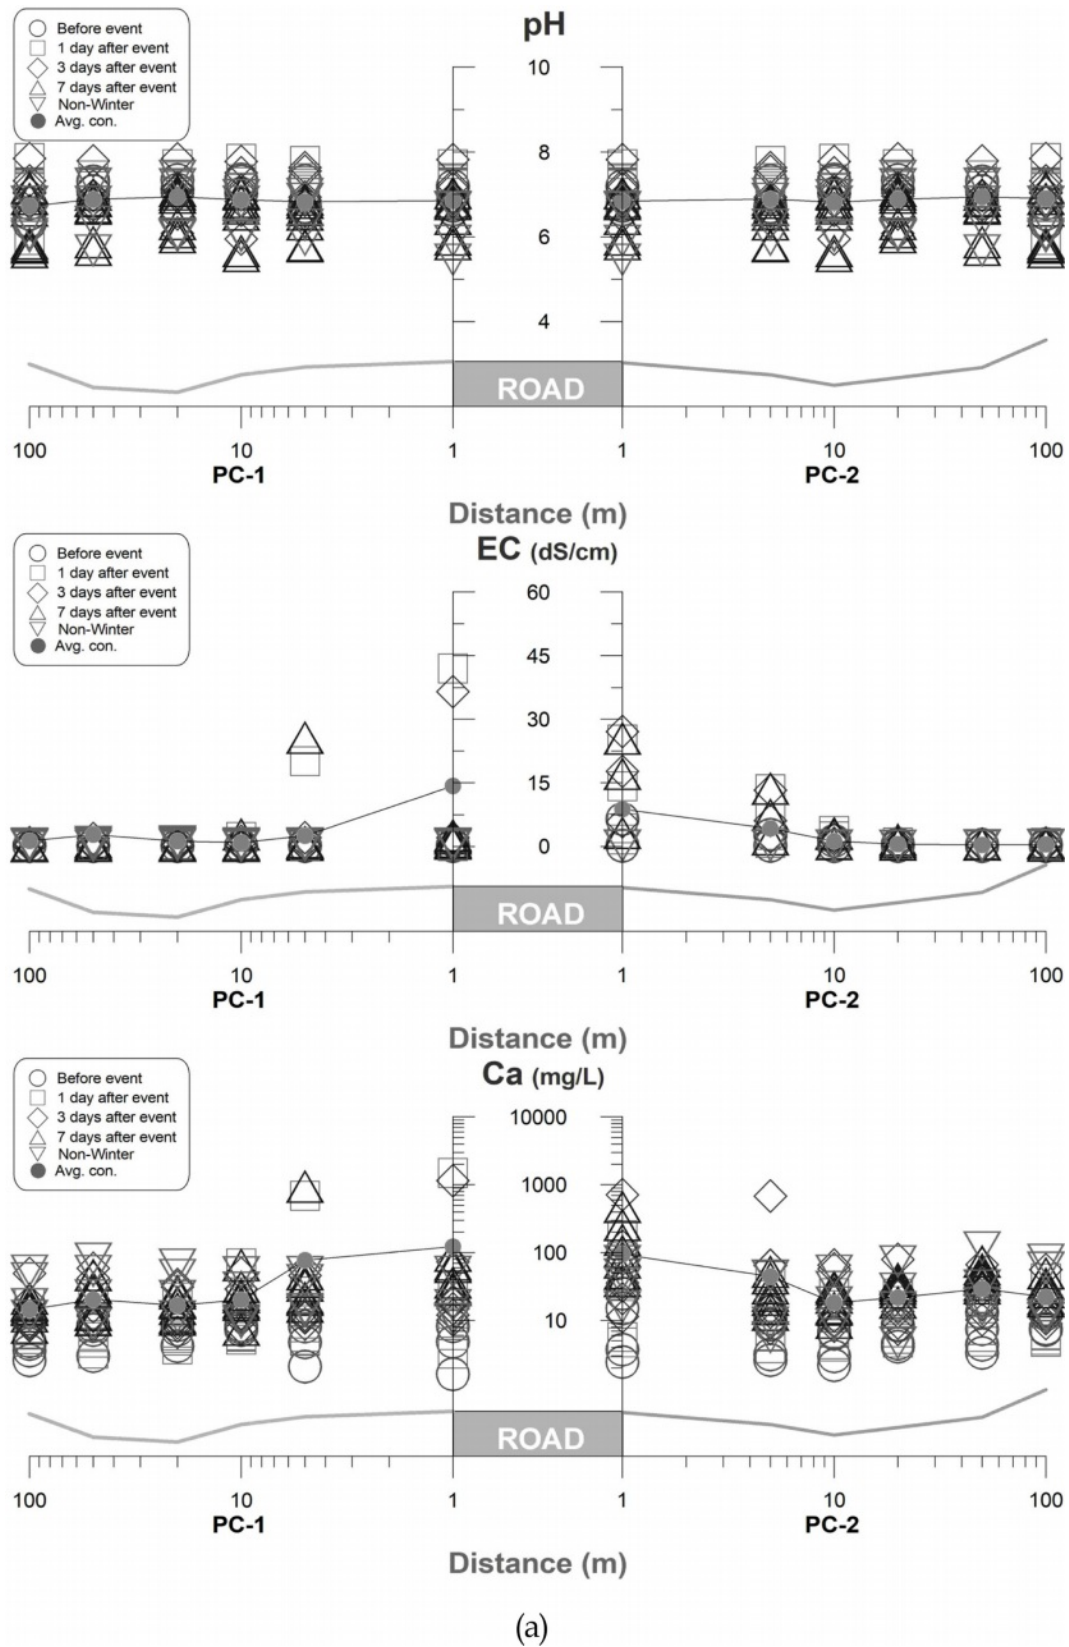 Before event
1 day after event
3 days after event
7 days after event
Non-Winter
Avg. con.
pH
10
8
6
4
ROAD
100 10 1 1 10 100
PC-1 PC-2
Distance (m)
Before event
1 day after event
3 days after event
7 days after event
Non-Winter
Avg. con.
EC (dS/cm)
60
45
30
15
0
ROAD
100 10 1 1 10 100
PC-1 PC-2
Distance (m)
Before event
1 day after event
3 days after event
7 days after event
Non-Winter
Avg. con.
Ca (mg/L)
10000
1000
100
10
ROAD
100 10 1 1 10 100
PC-1 PC-2
Distance (m)
(a)